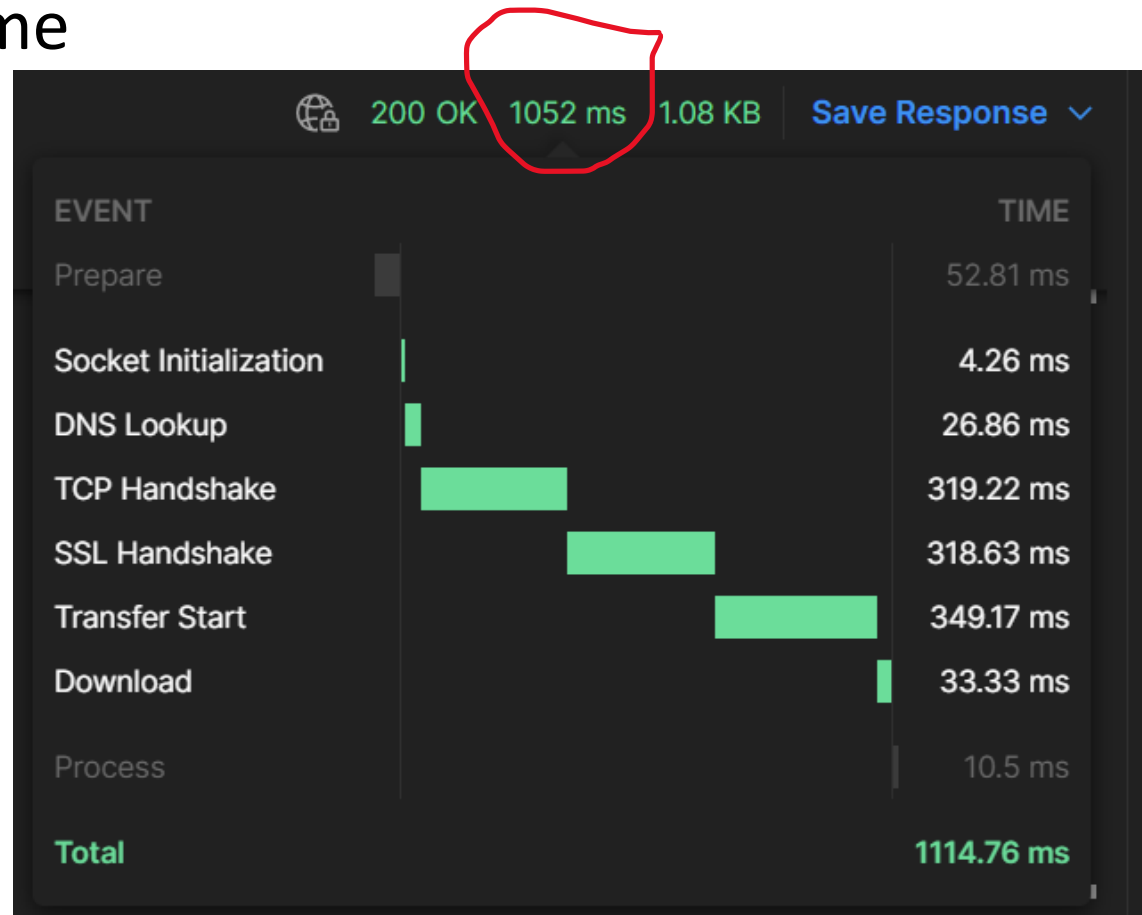 me
200 OK 1052 ms 1.08 KB Save Response
EVENT TIME
Prepare 52.81 ms
Socket Initialization 4.26 ms
DNS Lookup 26.86 ms
TCP Handshake 319.22 ms
SSL Handshake 318.63 ms
Transfer Start 349.17 ms
Download 33.33 ms
Process 10.5 ms
Total 1114.76 ms